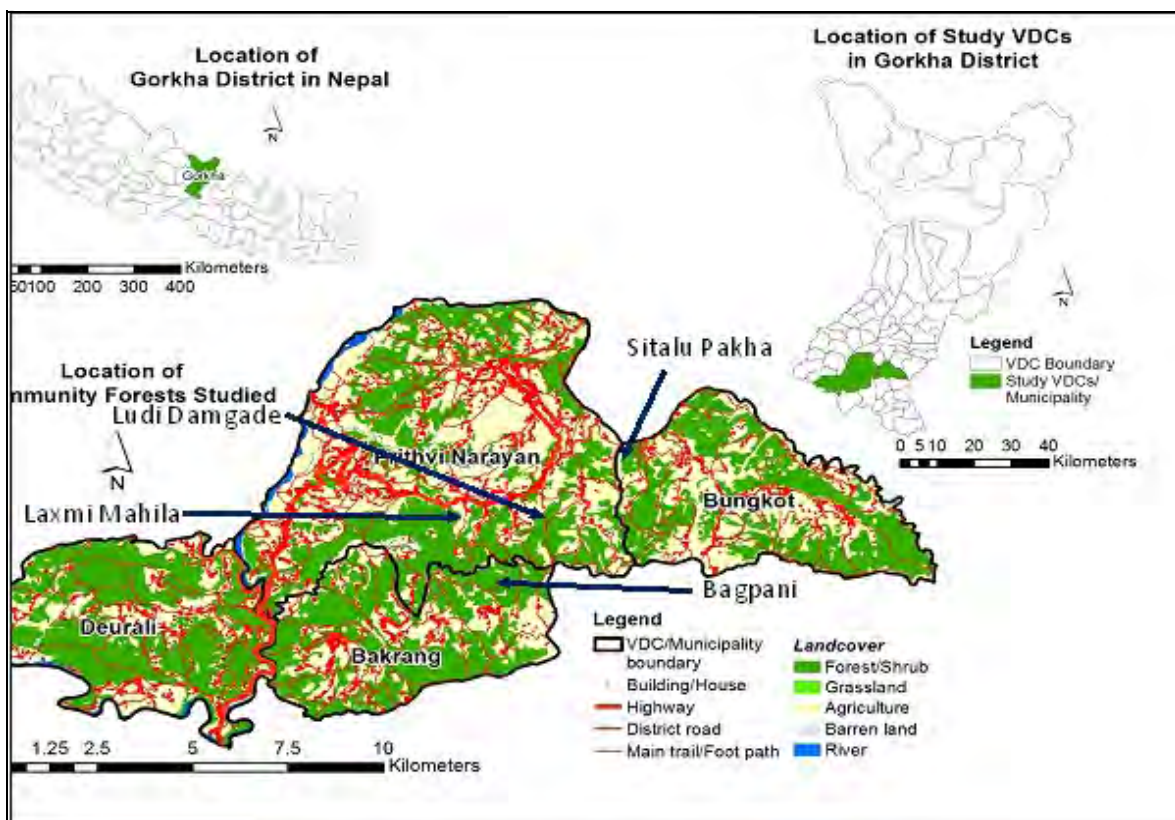 Location of
Gorkha District in Nepal
N
Gorkha
Kilometers
100 200 300 400
Location of Study VDCs
in Gorkha District
N
Legend
VDC Boundary
Study VDCs/
Municipality
0 5 10 20 30 40
Kilometers
Location of
mmunity Forests Studied
N
Sitalu Pakha
Ludi Damgade
Prithvi Narayan
Laxmi Mahila
Bungkot
Bagpani
Deurali
Bakrang
Legend
VDC/Municipality
boundary
Building/House
Highway
District road
Main trail/Foot path
Landcover
Forest/Shrub
Grassland
Agriculture
Barren land
River
1.25 2.5 5 7.5 10
Kilometers